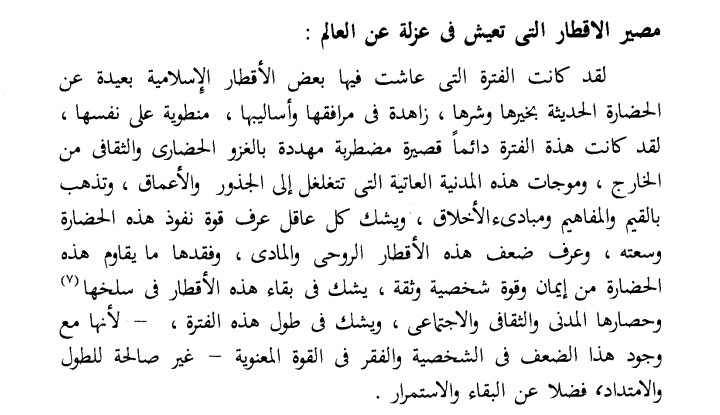 مصير الاقطار التى تعيش فى عزلة عن العالم :
لقد كانت الفترة التى عاشت فيها بعض الأقطار الإسلامية بعيدة عن
الحضارة الحديثة بخيرها وشرها ، زاهدة فى مرافقها وأساليبها ، منطوية على نفسها ،
لقد كانت هذة الفترة دائماً قصيرة مضطربة مهددة بالغزو الحضارى والثقافى من
الخارج ، وموجات هذه المدنية العاتية التى تتغلغل إلى الجذور والأعماق ، وتذهب
بالقيم والمفاهيم ومبادىءالأخلاق ، ويشك كل عاقل عرف قوة نفوذ هذه الحضارة
وسعته ، وعرف ضعف هذه الأقطار الروحى والمادى ، وفقدها ما يقاوم هذه
الحضارة من إيمان وقوة شخصية وثقة ، يشك فى بقاء هذه الأقطار فى سلخها (٧)
وحصارها المدنى والثقافى والاجتماعى ، ويشك فى طول هذه الفترة ، – لأنها مع
وجود هذا الضعف فى الشخصية والفقر فى القوة المعنوية – غير صالحة للطول
والامتداد، فضلا عن البقاء والاستمرار .